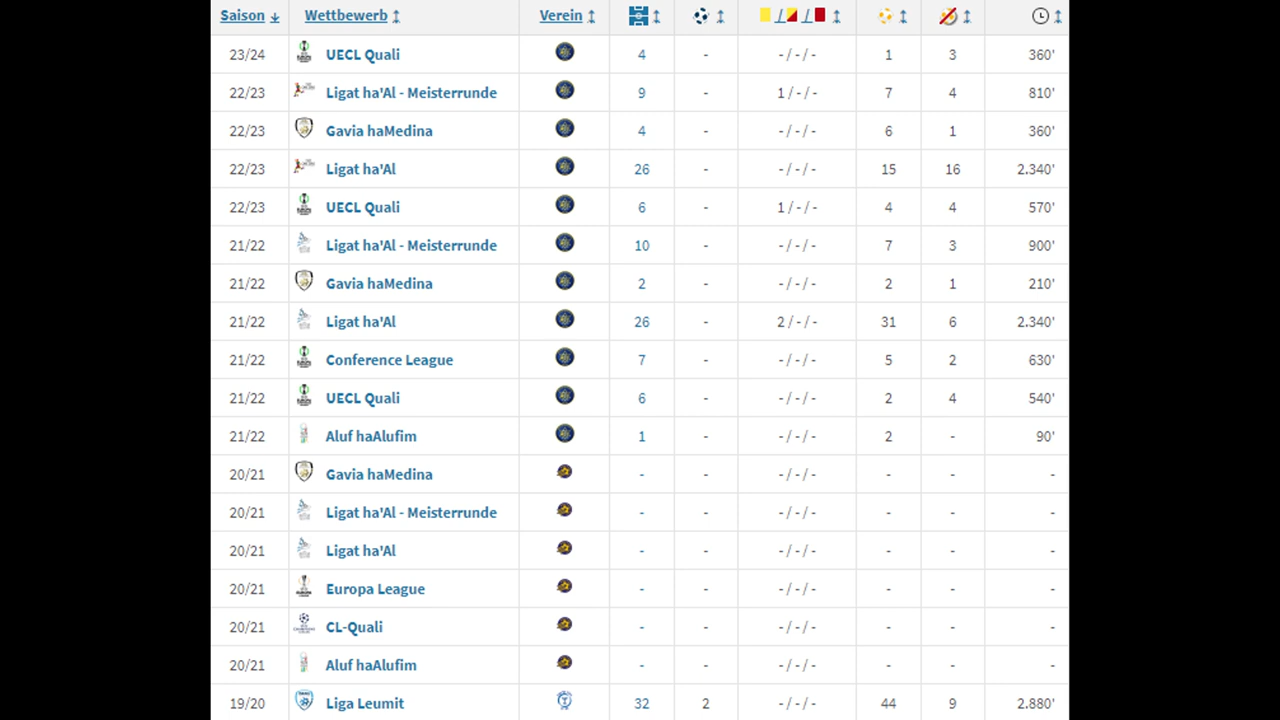 Saison Wettbewerb Verein
23/24 UECL Quali 4 - - / - / - 1 3 360'
22/23 Ligat ha'Al - Meisterrunde 9 - 1 / - / - 7 4 810'
22/23 Gavia haMedina 4 - - / - / - 6 1 360'
22/23 Ligat ha'Al 26 - - / - / - 15 16 2.340'
22/23 UECL Quali 6 - 1 / - / - 4 4 570'
21/22 Ligat ha'Al - Meisterrunde 10 - - / - / - 7 3 900'
21/22 Gavia haMedina 2 - - / - / - 2 1 210'
21/22 Ligat ha'Al 26 - 2 / - / - 31 6 2.340'
21/22 Conference League 7 - - / - / - 5 2 630'
21/22 UECL Quali 6 - - / - / - 2 4 540'
21/22 Aluf haAlufim 1 - - / - / - 2 - 90'
20/21 Gavia haMedina - - - / - / - - - -
20/21 Ligat ha'Al - Meisterrunde - - - / - / - - - -
20/21 Ligat ha'Al - - - / - / - - - -
20/21 Europa League - - - / - / - - - -
20/21 CL-Quali - - - / - / - - - -
20/21 Aluf haAlufim - - - / - / - - - -
19/20 Liga Leumit 32 2 - / - / - 44 9 2.880'